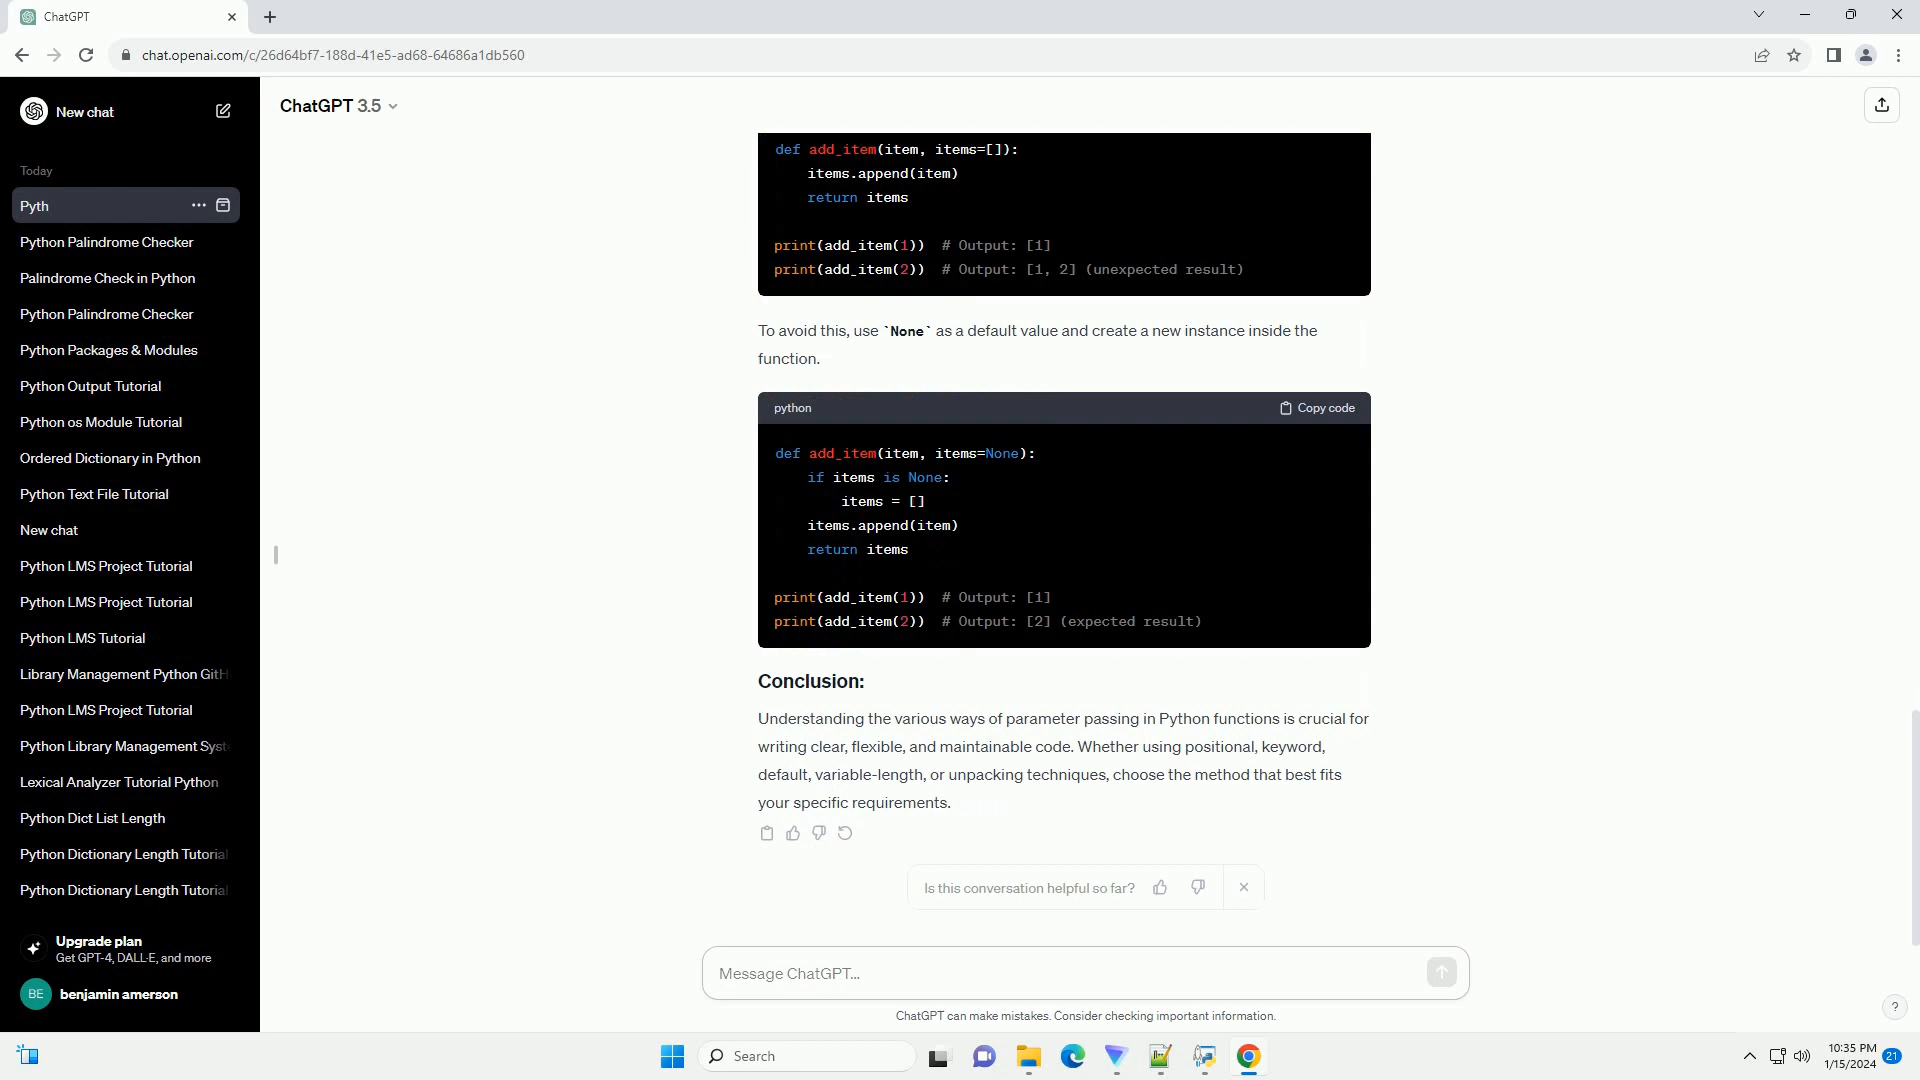 ChatGPT
chat.openai.com/c/26d64bf7-188d-41e5-ad68-64686a1db560
New chat
ChatGPT 3.5
Today
Pyth
Python Palindrome Checker
Palindrome Check in Python
Python Palindrome Checker
Python Packages & Modules
Python Output Tutorial
Python os Module Tutorial
Ordered Dictionary in Python
Python Text File Tutorial
New chat
Python LMS Project Tutorial
Python LMS Project Tutorial
Python LMS Tutorial
Library Management Python GitH
Python LMS Project Tutorial
Python Library Management Syst
Lexical Analyzer Tutorial Python
Python Dict List Length
Python Dictionary Length Tutorial
Python Dictionary Length Tutorial
Upgrade plan
Get GPT-4, DALL·E, and more
BE
benjamin amerson
def add_item(item, items=[]):
    items.append(item)
    return items
print(add_item(1))  # Output: [1]
print(add_item(2))  # Output: [1, 2] (unexpected result)
To avoid this, use `None` as a default value and create a new instance inside the
function.
python
Copy code
def add_item(item, items=None):
    if items is None:
        items = []
    items.append(item)
    return items
print(add_item(1))  # Output: [1]
print(add_item(2))  # Output: [2] (expected result)
Conclusion:
Understanding the various ways of parameter passing in Python functions is crucial for
writing clear, flexible, and maintainable code. Whether using positional, keyword,
default, variable-length, or unpacking techniques, choose the method that best fits
your specific requirements.
Is this conversation helpful so far?
Message ChatGPT...
ChatGPT can make mistakes. Consider checking important information.
?
Search
10:35 PM
1/15/2024
21